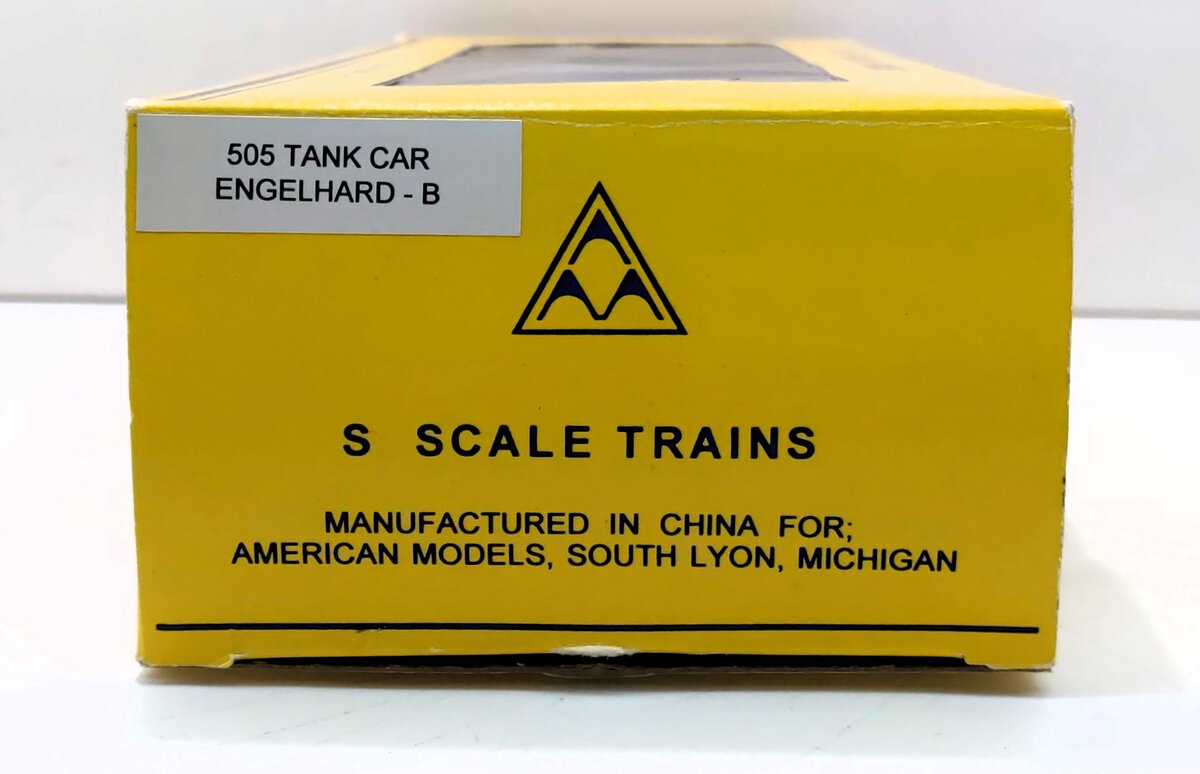 505 TANK CAR
ENGELHARD - B
S SCALE TRAINS
MANUFACTURED IN CHINA FOR;
AMERICAN MODELS, SOUTH LYON, MICHIGAN